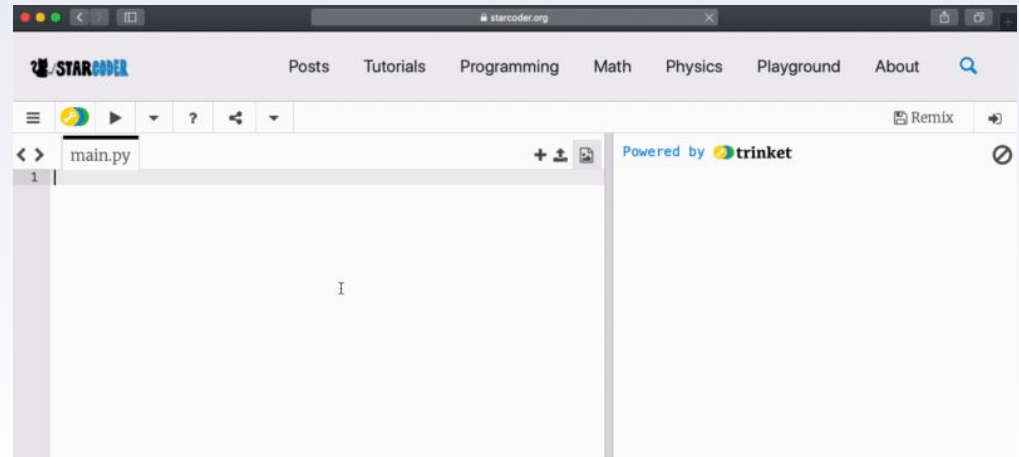 starcoder.org
STARCODER
Posts Tutorials Programming Math Physics Playground About
? Remix
main.py
Powered by trinket
1